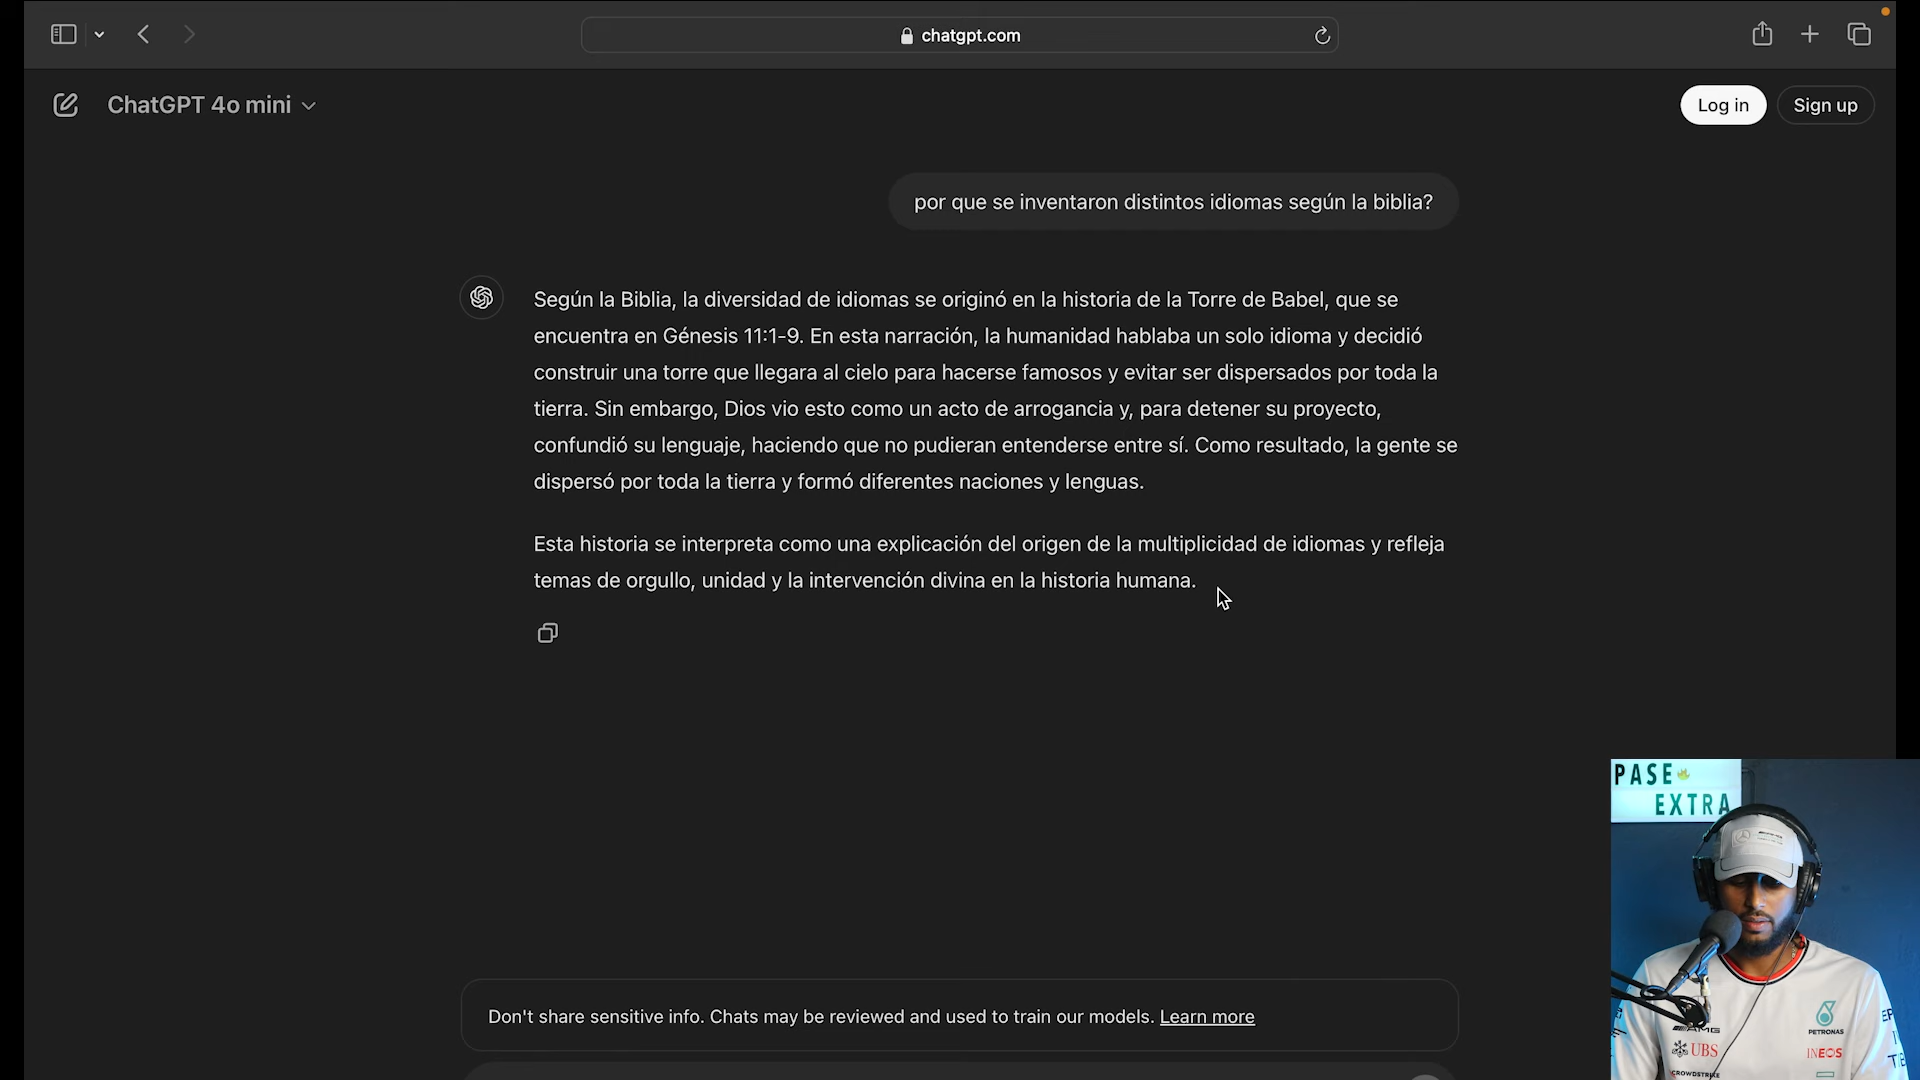 chatgpt.com
ChatGPT 4o mini
Log in
Sign up
por que se inventaron distintos idiomas según la biblia?
Según la Biblia, la diversidad de idiomas se originó en la historia de la Torre de Babel, que se
encuentra en Génesis 11:1-9. En esta narración, la humanidad hablaba un solo idioma y decidió
construir una torre que llegara al cielo para hacerse famosos y evitar ser dispersados por toda la
tierra. Sin embargo, Dios vio esto como un acto de arrogancia y, para detener su proyecto,
confundió su lenguaje, haciendo que no pudieran entenderse entre sí. Como resultado, la gente se
dispersó por toda la tierra y formó diferentes naciones y lenguas.
Esta historia se interpreta como una explicación del origen de la multiplicidad de idiomas y refleja
temas de orgullo, unidad y la intervención divina en la historia humana.
Don't share sensitive info. Chats may be reviewed and used to train our models. Learn more
PASE
EXTRA
PETRONAS
AMG
UBS
INEOS
CROWDSTRIKE